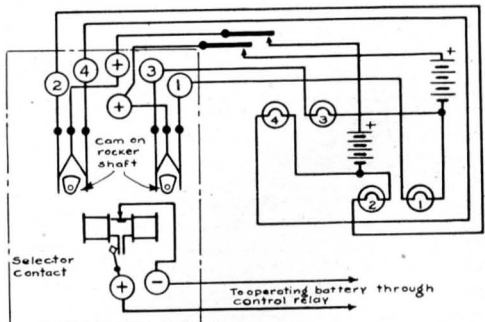 +
+
2
4
+
3
1
+
4
3
+
Cam on
rocker
shaft
2
1
Selector
Contact
+
−
To operating battery through
control relay